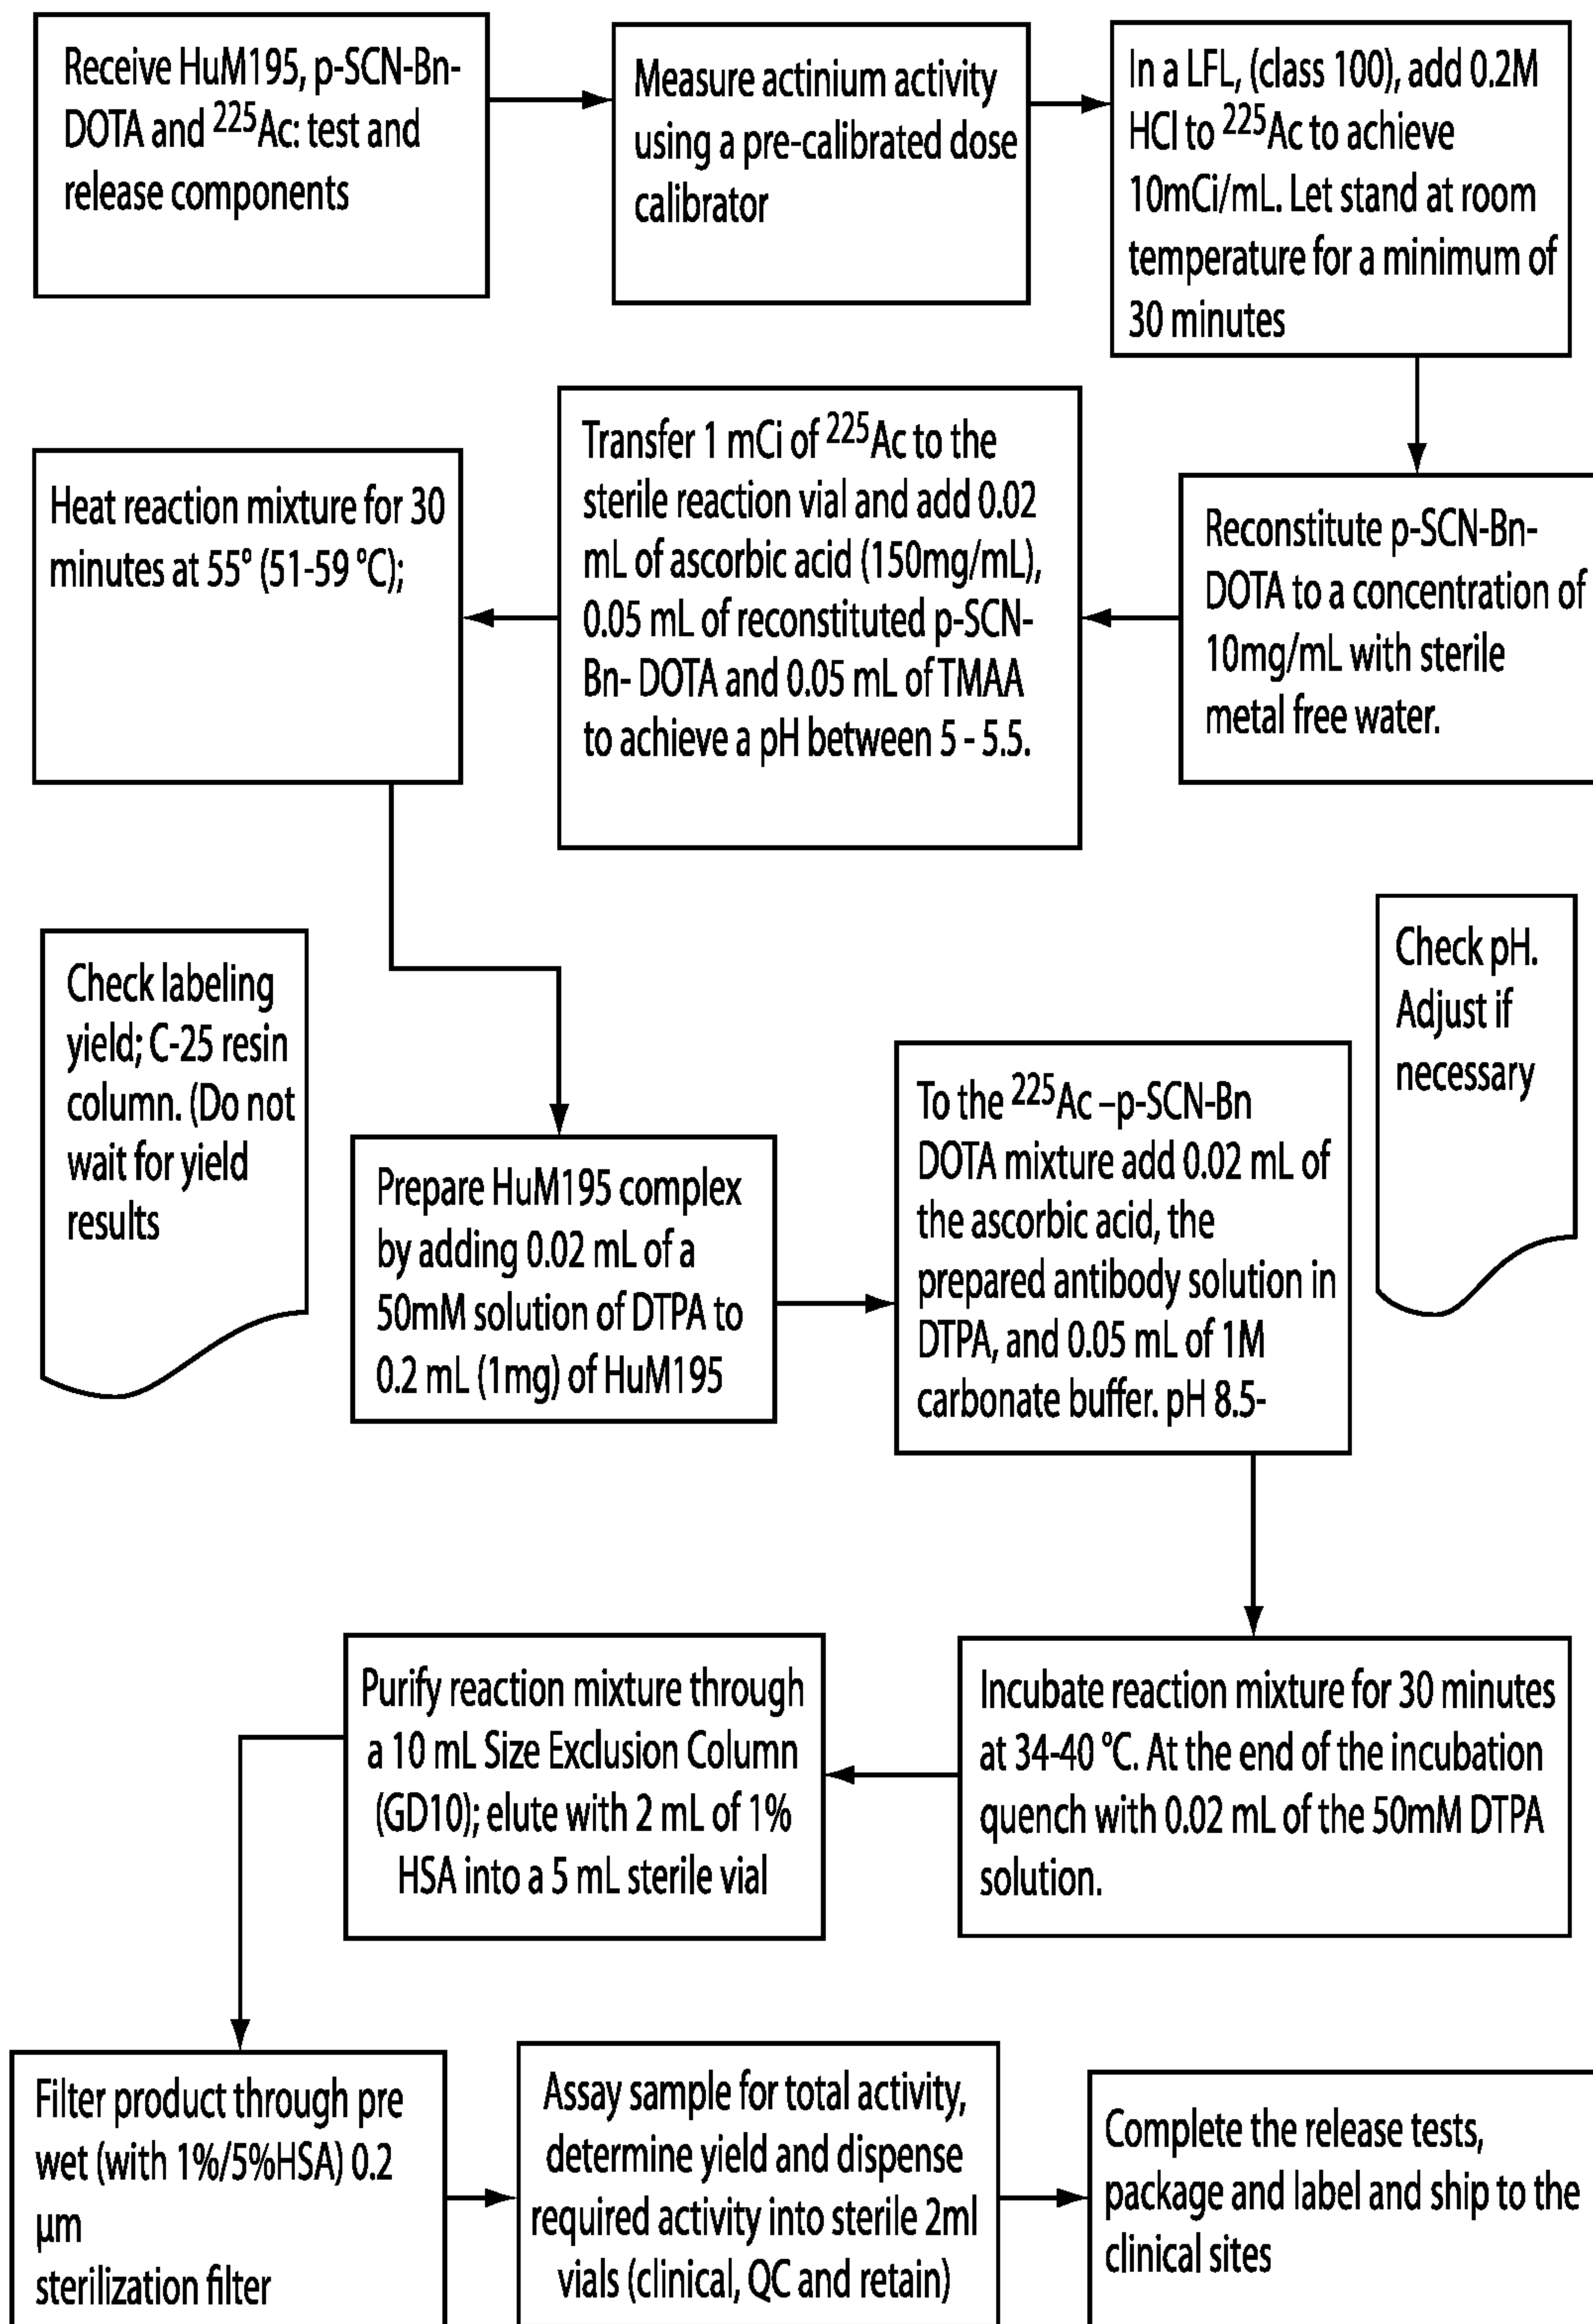 Receive HuM195, p-SCN-Bn-
DOTA and 225Ac: test and
release components
Measure actinium activity
using a pre-calibrated dose
calibrator
In a LFL, (class 100), add 0.2M
HCl to 225Ac to achieve
10mCi/mL. Let stand at room
temperature for a minimum of
30 minutes
Reconstitute p-SCN-Bn-
DOTA to a concentration of
10mg/mL with sterile
metal free water.
Transfer 1 mCi of 225Ac to the
sterile reaction vial and add 0.02
mL of ascorbic acid (150mg/mL),
0.05 mL of reconstituted p-SCN-
Bn- DOTA and 0.05 mL of TMAA
to achieve a pH between 5 - 5.5.
Heat reaction mixture for 30
minutes at 55° (51-59 °C);
Check labeling
yield; C-25 resin
column. (Do not
wait for yield
results
Prepare HuM195 complex
by adding 0.02 mL of a
50mM solution of DTPA to
0.2 mL (1mg) of HuM195
To the 225Ac –p-SCN-Bn
DOTA mixture add 0.02 mL of
the ascorbic acid, the
prepared antibody solution in
DTPA, and 0.05 mL of 1M
carbonate buffer. pH 8.5-
Check pH.
Adjust if
necessary
Incubate reaction mixture for 30 minutes
at 34-40 °C. At the end of the incubation
quench with 0.02 mL of the 50mM DTPA
solution.
Purify reaction mixture through
a 10 mL Size Exclusion Column
(GD10); elute with 2 mL of 1%
HSA into a 5 mL sterile vial
Filter product through pre
wet (with 1%/5%HSA) 0.2
μm
sterilization filter
Assay sample for total activity,
determine yield and dispense
required activity into sterile 2ml
vials (clinical, QC and retain)
Complete the release tests,
package and label and ship to the
clinical sites